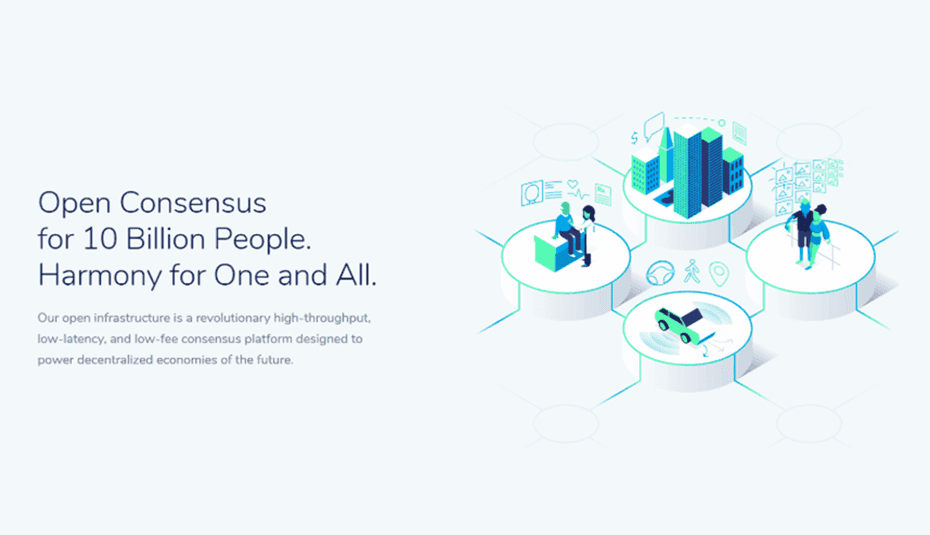 Open Consensus
for 10 Billion People.
Harmony for One and All.
Our open infrastructure is a revolutionary high-throughput,
low-latency, and low-fee consensus platform designed to
power decentralized economies of the future.
$